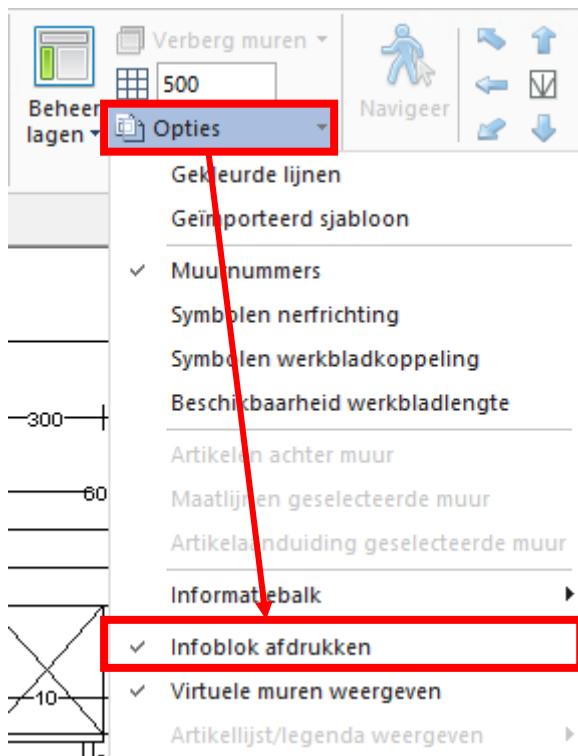 Verberg muren
500
Beheer
lagen
Opties
Navigeer
Gekleurde lijnen
Geïmporteerd sjabloon
Muurnummers
Symbolen nerfrichting
Symbolen werkbladkoppeling
Beschikbaarheid werkbladlengte
300
Artikelen achter muur
Maatlijnen geselecteerde muur
60
Artikelaanduiding geselecteerde muur
Informatiebalk
Infoblok afdrukken
Virtuele muren weergeven
10
Artikellijst/legenda weergeven